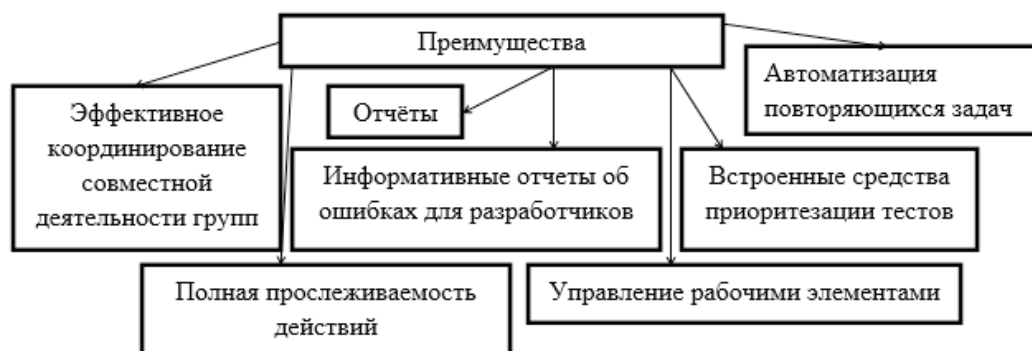 Преимущества
Эффективное
координирование
совместной
деятельности групп
Отчёты
Автоматизация
повторяющихся задач
Информативные отчеты об
ошибках для разработчиков
Встроенные средства
приоритезации тестов
Полная прослеживаемость
действий
Управление рабочими элементами